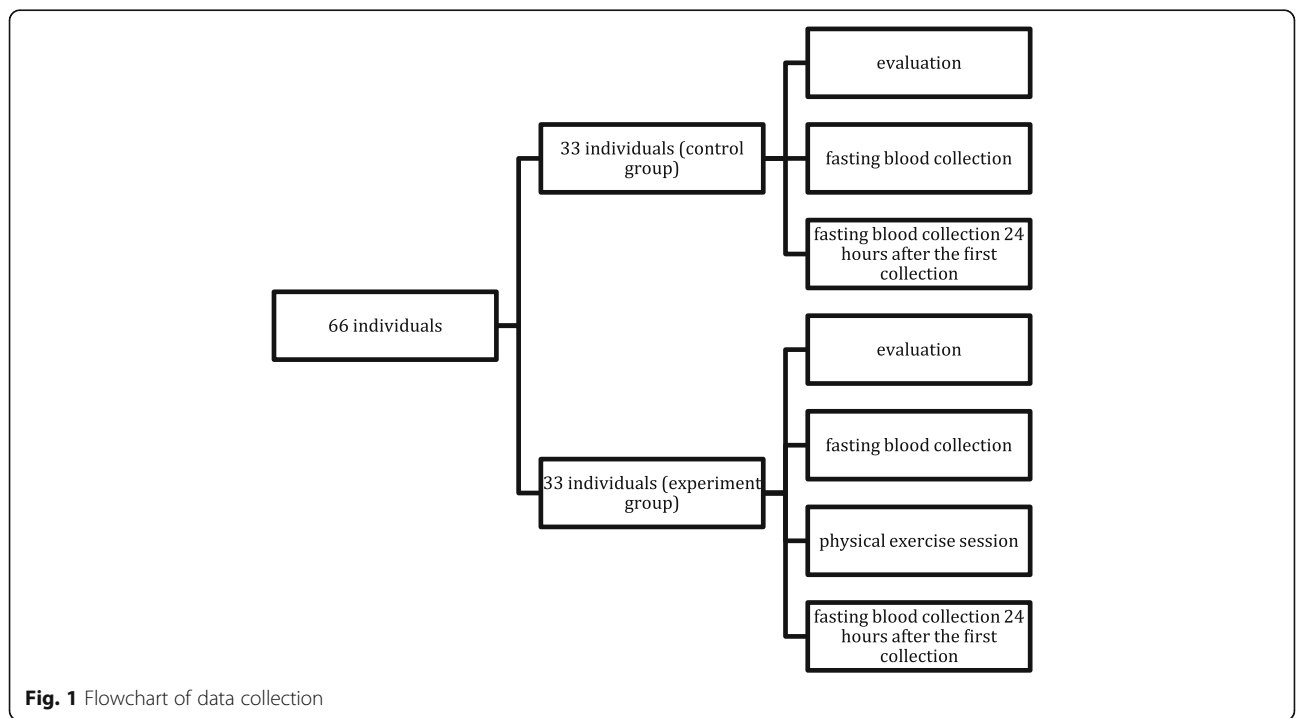 66 individuals
33 individuals (control
group)
evaluation
fasting blood collection
fasting blood collection 24
hours after the first
collection
33 individuals (experiment
group)
evaluation
fasting blood collection
physical exercise session
fasting blood collection 24
hours after the first
collection
Fig. 1 Flowchart of data collection